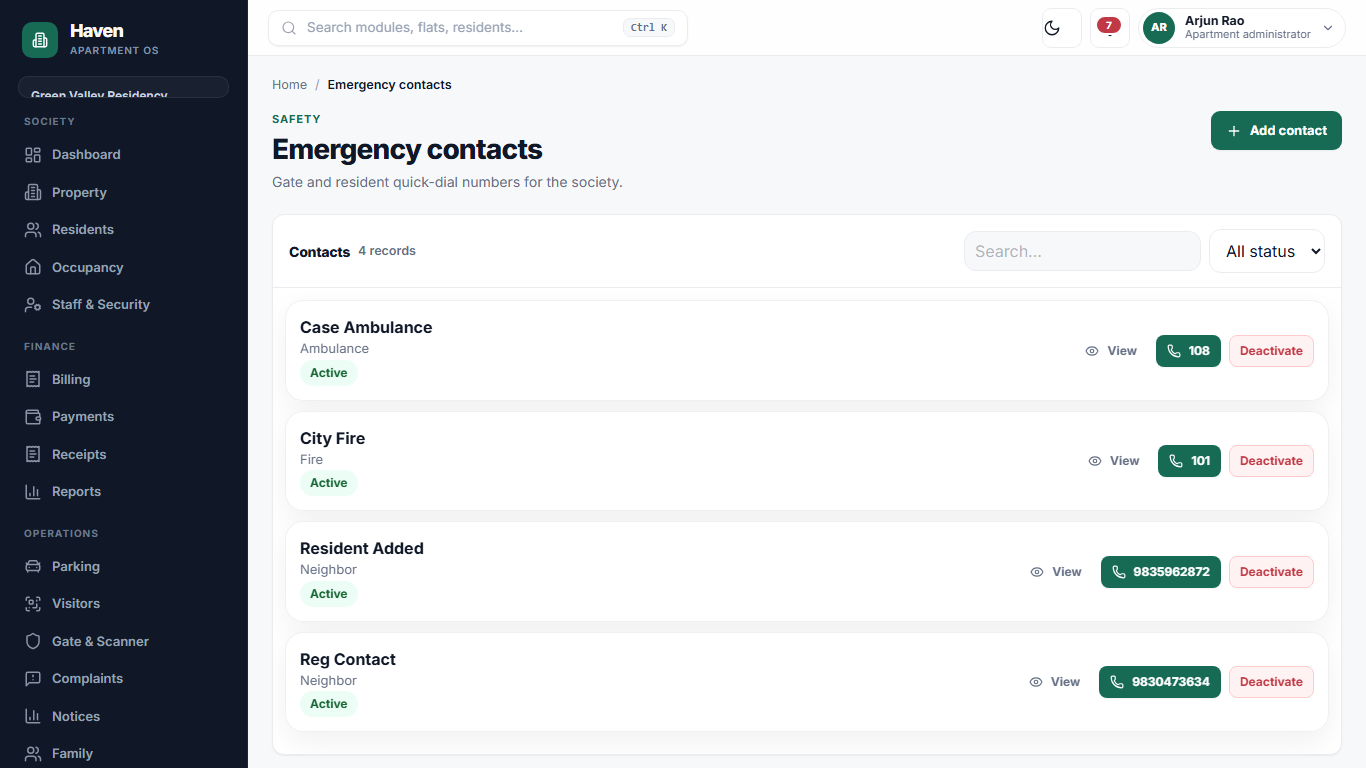 Haven
APARTMENT OS
Green Valley Residency
SOCIETY
Dashboard
Property
Residents
Occupancy
Staff & Security
FINANCE
Billing
Payments
Receipts
Reports
OPERATIONS
Parking
Visitors
Gate & Scanner
Complaints
Notices
Family
Search modules, flats, residents...
Ctrl K
7
AR
Arjun Rao
Apartment administrator
Home / Emergency contacts
SAFETY
Emergency contacts
Gate and resident quick-dial numbers for the society.
+ Add contact
Contacts 4 records
Search...
All status
Case Ambulance
Ambulance
Active
View
108
Deactivate
City Fire
Fire
Active
View
101
Deactivate
Resident Added
Neighbor
Active
View
9835962872
Deactivate
Reg Contact
Neighbor
Active
View
9830473634
Deactivate